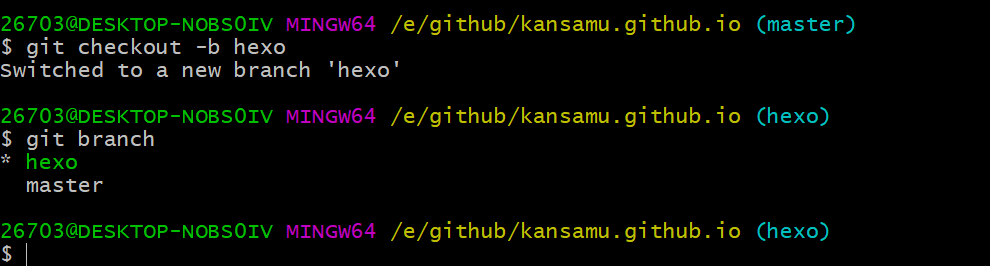 26703@DESKTOP-NOBS0IV MINGW64 /e/github/kansamu.github.io (master)
$ git checkout -b hexo
Switched to a new branch 'hexo'
26703@DESKTOP-NOBS0IV MINGW64 /e/github/kansamu.github.io (hexo)
$ git branch
* hexo
  master
26703@DESKTOP-NOBS0IV MINGW64 /e/github/kansamu.github.io (hexo)
$